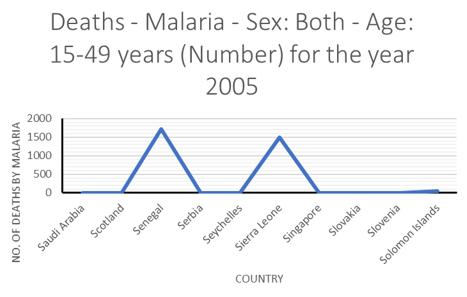 Deaths - Malaria - Sex: Both - Age:
15-49 years (Number) for the year
2005
NO. OF DEATHS BY MALARIA
2000
1500
1000
500
0
Saudi Arabia
Scotland
Senegal
Serbia
Seychelles
Sierra Leone
Singapore
Slovakia
Slovenia
Solomon Islands
COUNTRY